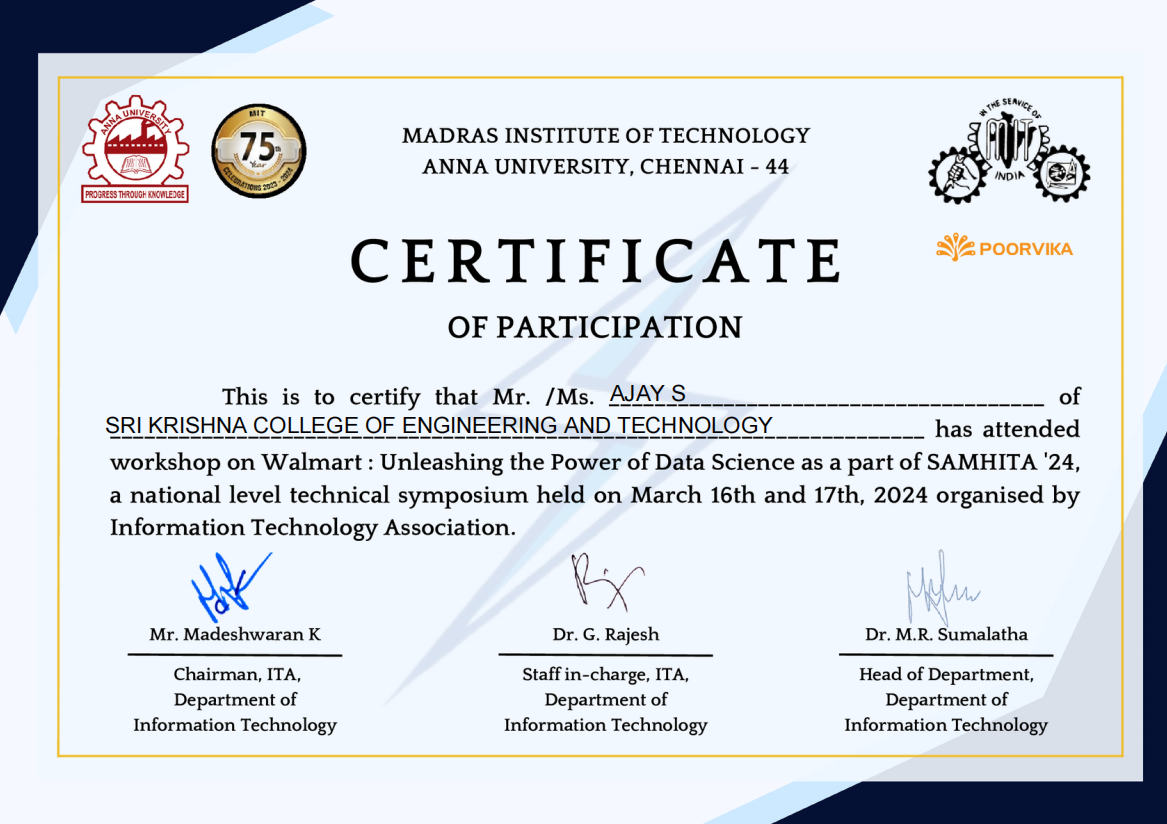 ANNA UNIVERSITY
PROGRESS THROUGH KNOWLEDGE
MIT
75th
Year
CELEBRATIONS 2023 - 2024
MADRAS INSTITUTE OF TECHNOLOGY
ANNA UNIVERSITY, CHENNAI - 44
IN THE SERVICE OF
INDIA
POORVIKA
CERTIFICATE
OF PARTICIPATION
This is to certify that Mr. /Ms. AJAY S of
SRI KRISHNA COLLEGE OF ENGINEERING AND TECHNOLOGY has attended
workshop on Walmart : Unleashing the Power of Data Science as a part of SAMHITA '24,
a national level technical symposium held on March 16th and 17th, 2024 organised by
Information Technology Association.
Mr. Madeshwaran K
Dr. G. Rajesh
Dr. M.R. Sumalatha
Chairman, ITA,
Department of
Information Technology
Staff in-charge, ITA,
Department of
Information Technology
Head of Department,
Department of
Information Technology